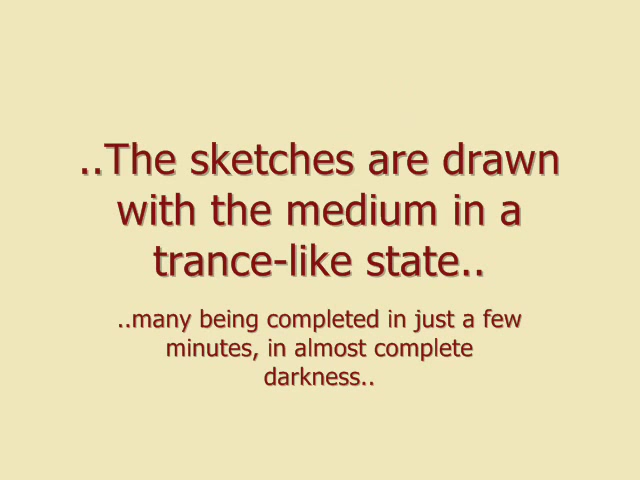 ..The sketches are drawn
with the medium in a
trance-like state..
..many being completed in just a few
minutes, in almost complete
darkness..